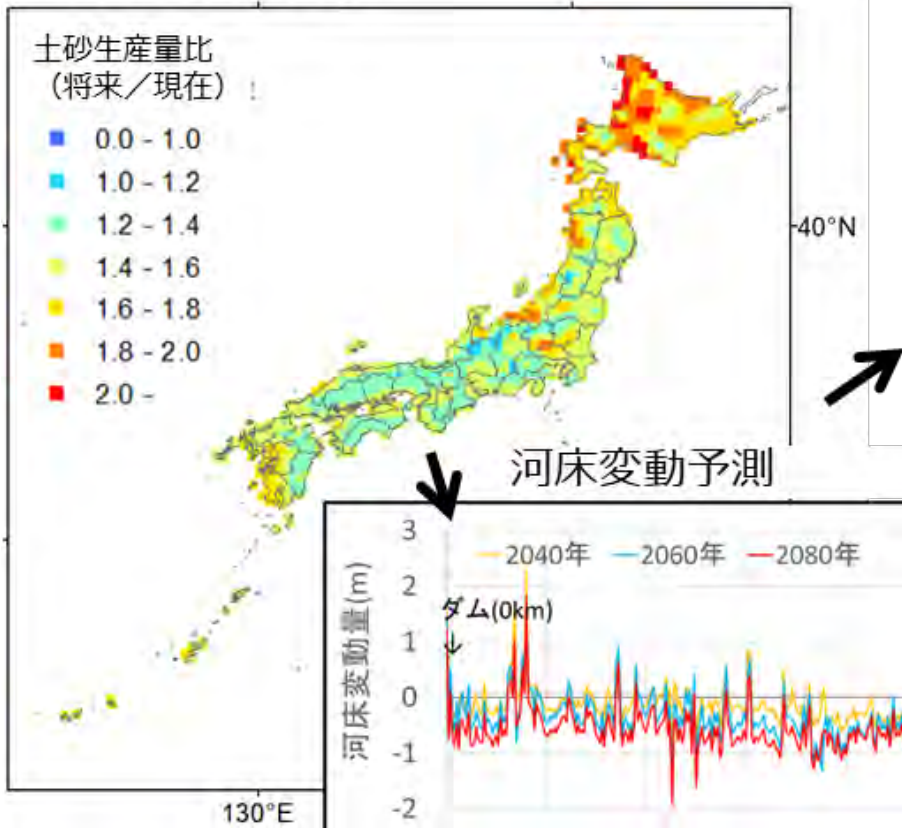 土砂生産量比
（将来／現在）
0.0 - 1.0
1.0 - 1.2
1.2 - 1.4
1.4 - 1.6
1.6 - 1.8
1.8 - 2.0
2.0 -
40°N
130°E
河床変動予測
河床変動量(m)
3
2
1
0
-1
-2
2040年
2060年
2080年
ダム(0km)
↓